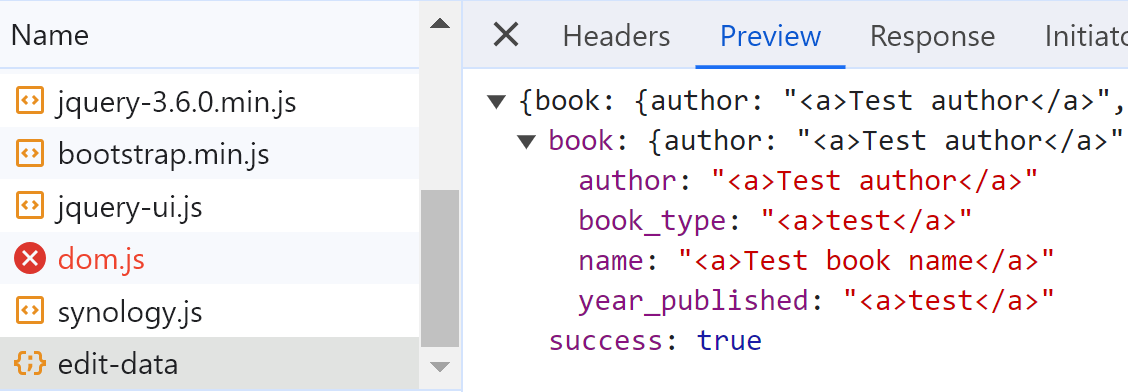 Name
jquery-3.6.0.min.js
bootstrap.min.js
jquery-ui.js
dom.js
synology.js
edit-data
Headers Preview Response Initiato
{book: {author: "<a>Test author</a>",
book: {author: "<a>Test author</a>"
author: "<a>Test author</a>"
book_type: "<a>test</a>"
name: "<a>Test book name</a>"
year_published: "<a>test</a>"
success: true